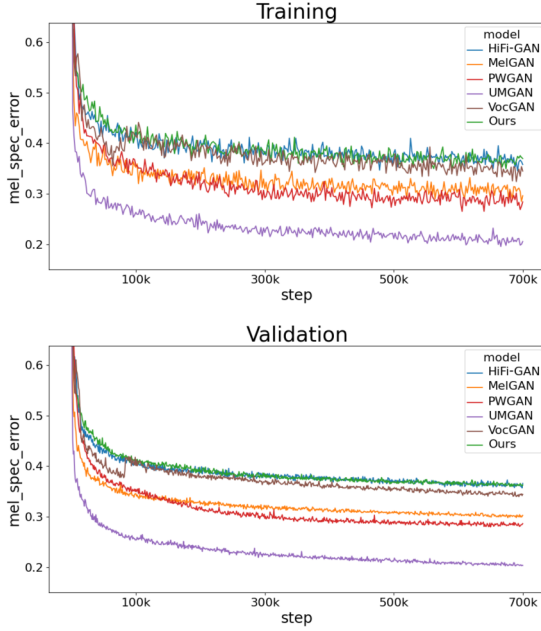 Training
mel_spec_error
0.6
0.5
0.4
0.3
0.2
model
HiFi-GAN
MelGAN
PWGAN
UMGAN
VocGAN
Ours
100k
300k
500k
700k
step
Validation
mel_spec_error
0.6
0.5
0.4
0.3
0.2
model
HiFi-GAN
MelGAN
PWGAN
UMGAN
VocGAN
Ours
100k
300k
500k
700k
step